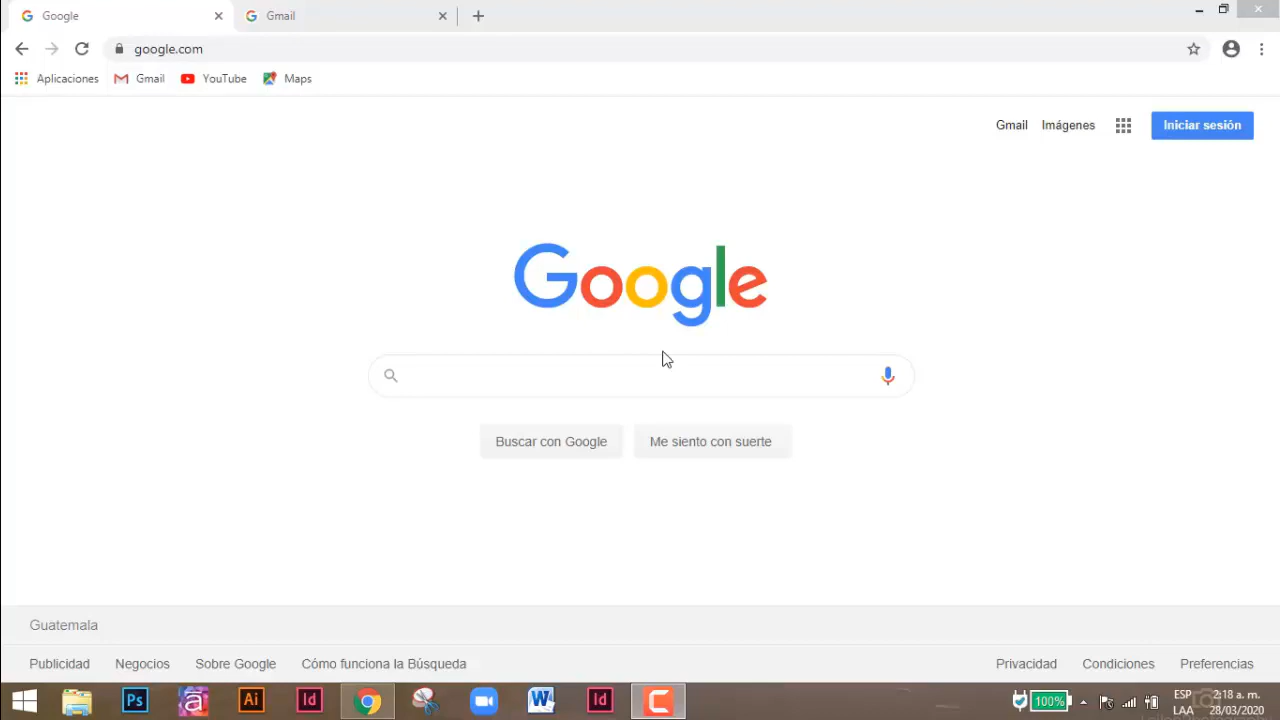 Google
Gmail
google.com
Aplicaciones
Gmail
YouTube
Maps
Gmail
Imágenes
Iniciar sesión
Google
Buscar con Google
Me siento con suerte
Guatemala
Publicidad
Negocios
Sobre Google
Cómo funciona la Búsqueda
Privacidad
Condiciones
Preferencias
Ps
a
Ai
Id
W
Id
C
100%
ESP
LAA
2:18 a. m.
28/03/2020